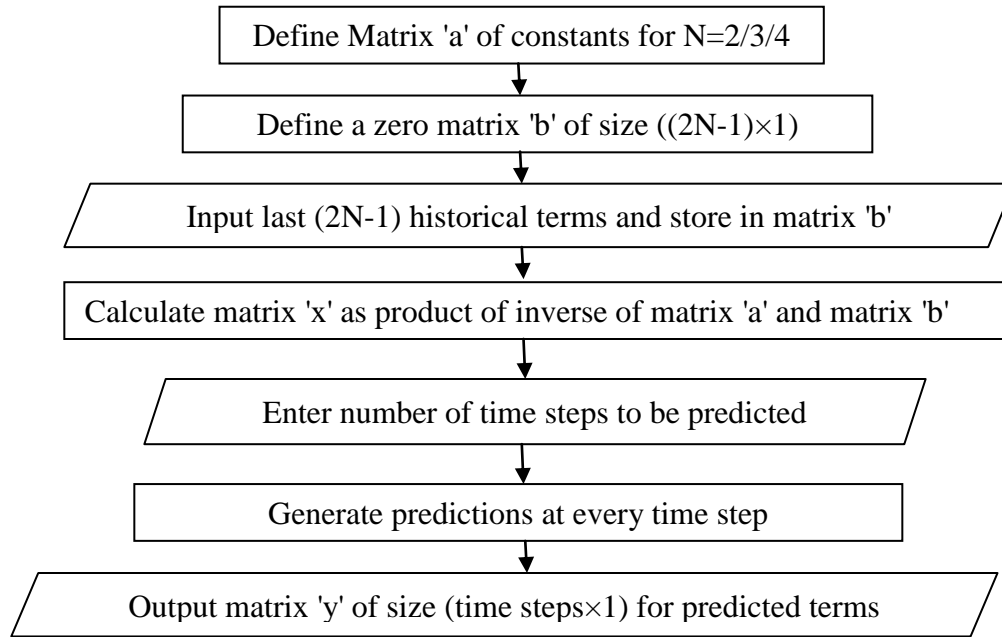 Define Matrix 'a' of constants for N=2/3/4
Define a zero matrix 'b' of size ((2N-1)×1)
Input last (2N-1) historical terms and store in matrix 'b'
Calculate matrix 'x' as product of inverse of matrix 'a' and matrix 'b'
Enter number of time steps to be predicted
Generate predictions at every time step
Output matrix 'y' of size (time steps×1) for predicted terms